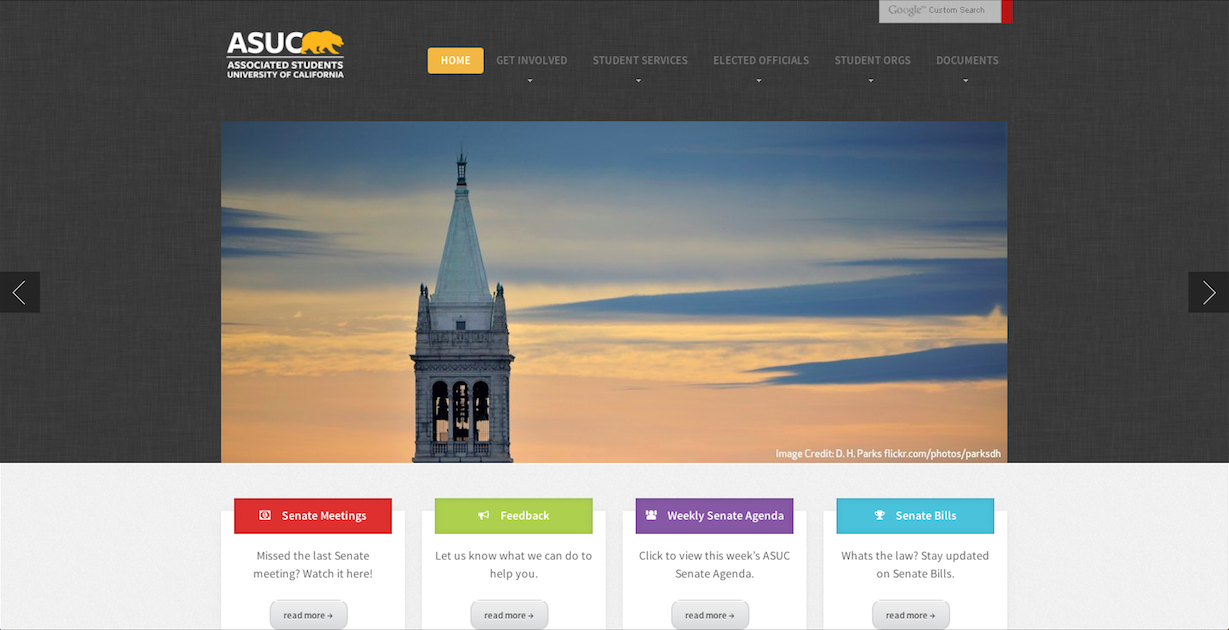 Google™ Custom Search
ASUC
ASSOCIATED STUDENTS
UNIVERSITY OF CALIFORNIA
HOME GET INVOLVED STUDENT SERVICES ELECTED OFFICIALS STUDENT ORGS DOCUMENTS
Image Credit: D. H. Parks flickr.com/photos/parksdh
Senate Meetings
Missed the last Senate
meeting? Watch it here!
read more →
Feedback
Let us know what we can do to
help you.
read more →
Weekly Senate Agenda
Click to view this week's ASUC
Senate Agenda.
read more →
Senate Bills
Whats the law? Stay updated
on Senate Bills.
read more →